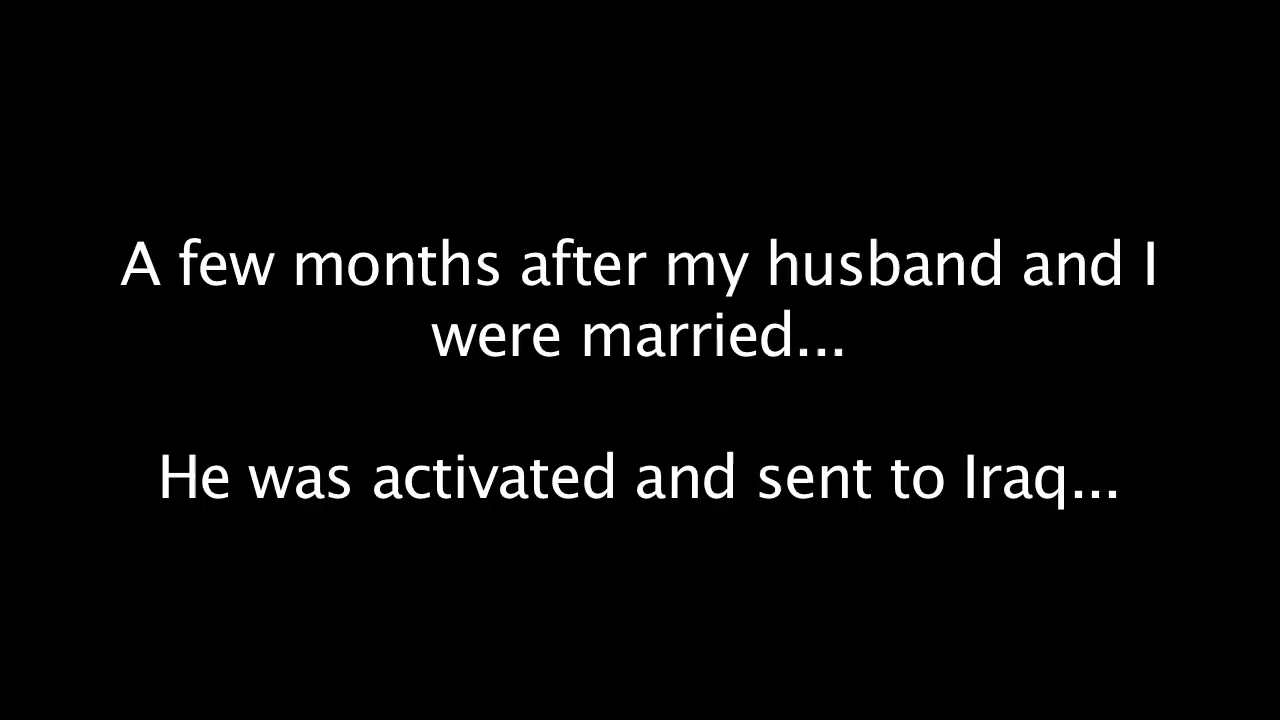 A few months after my husband and I
were married...
He was activated and sent to Iraq...